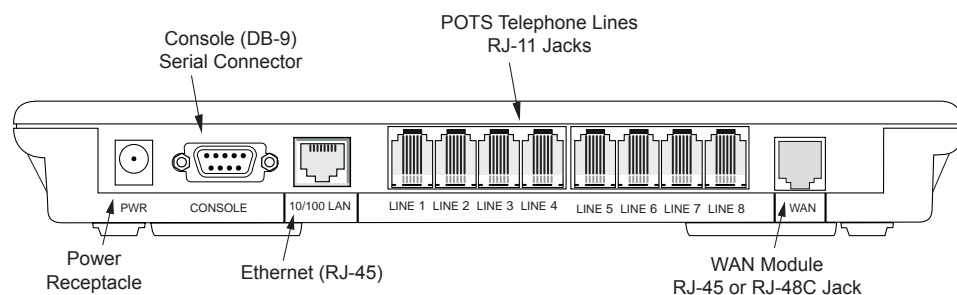 POTS Telephone Lines
RJ-11 Jacks
Console (DB-9)
Serial Connector
PWR
CONSOLE
10/100 LAN
LINE 1 LINE 2 LINE 3 LINE 4
LINE 5 LINE 6 LINE 7 LINE 8
WAN
Power
Receptacle
Ethernet (RJ-45)
WAN Module
RJ-45 or RJ-48C Jack